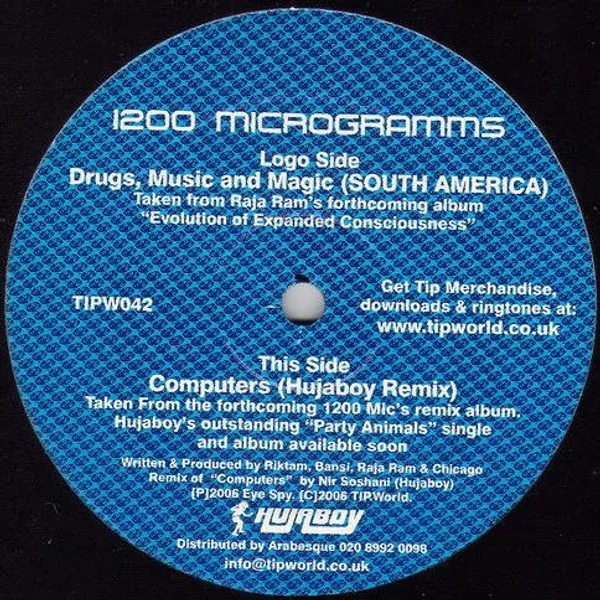 1200 MICROGRAMMS
Logo Side
Drugs, Music and Magic (SOUTH AMERICA)
Taken from Raja Ram's forthcoming album
"Evolution of Expanded Consciousness"
TIPW042
Get Tip Merchandise,
downloads & ringtones at:
www.tipworld.co.uk
This Side
Computers (Hujaboy Remix)
Taken From the forthcoming 1200 Mic's remix album.
Hujaboy's outstanding "Party Animals" single
and album available soon
Written & Produced by Riktam, Bansi, Raja Ram & Chicago
Remix of "Computers" by Nir Soshani (Hujaboy)
[P]2006 Eye Spy. [C]2006 TIPWorld.
HUJABOY
Distributed by Arabesque 020 8992 0098
info@tipworld.co.uk